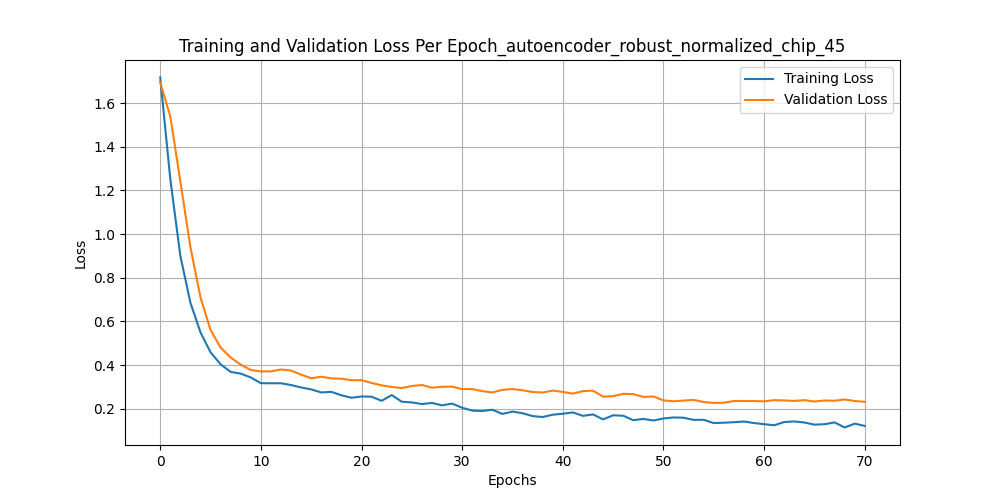 Training and Validation Loss Per Epoch_autoencoder_robust_normalized_chip_45
Training Loss
Validation Loss
1.6
1.4
1.2
1.0
0.8
0.6
0.4
0.2
Loss
0 10 20 30 40 50 60 70
Epochs